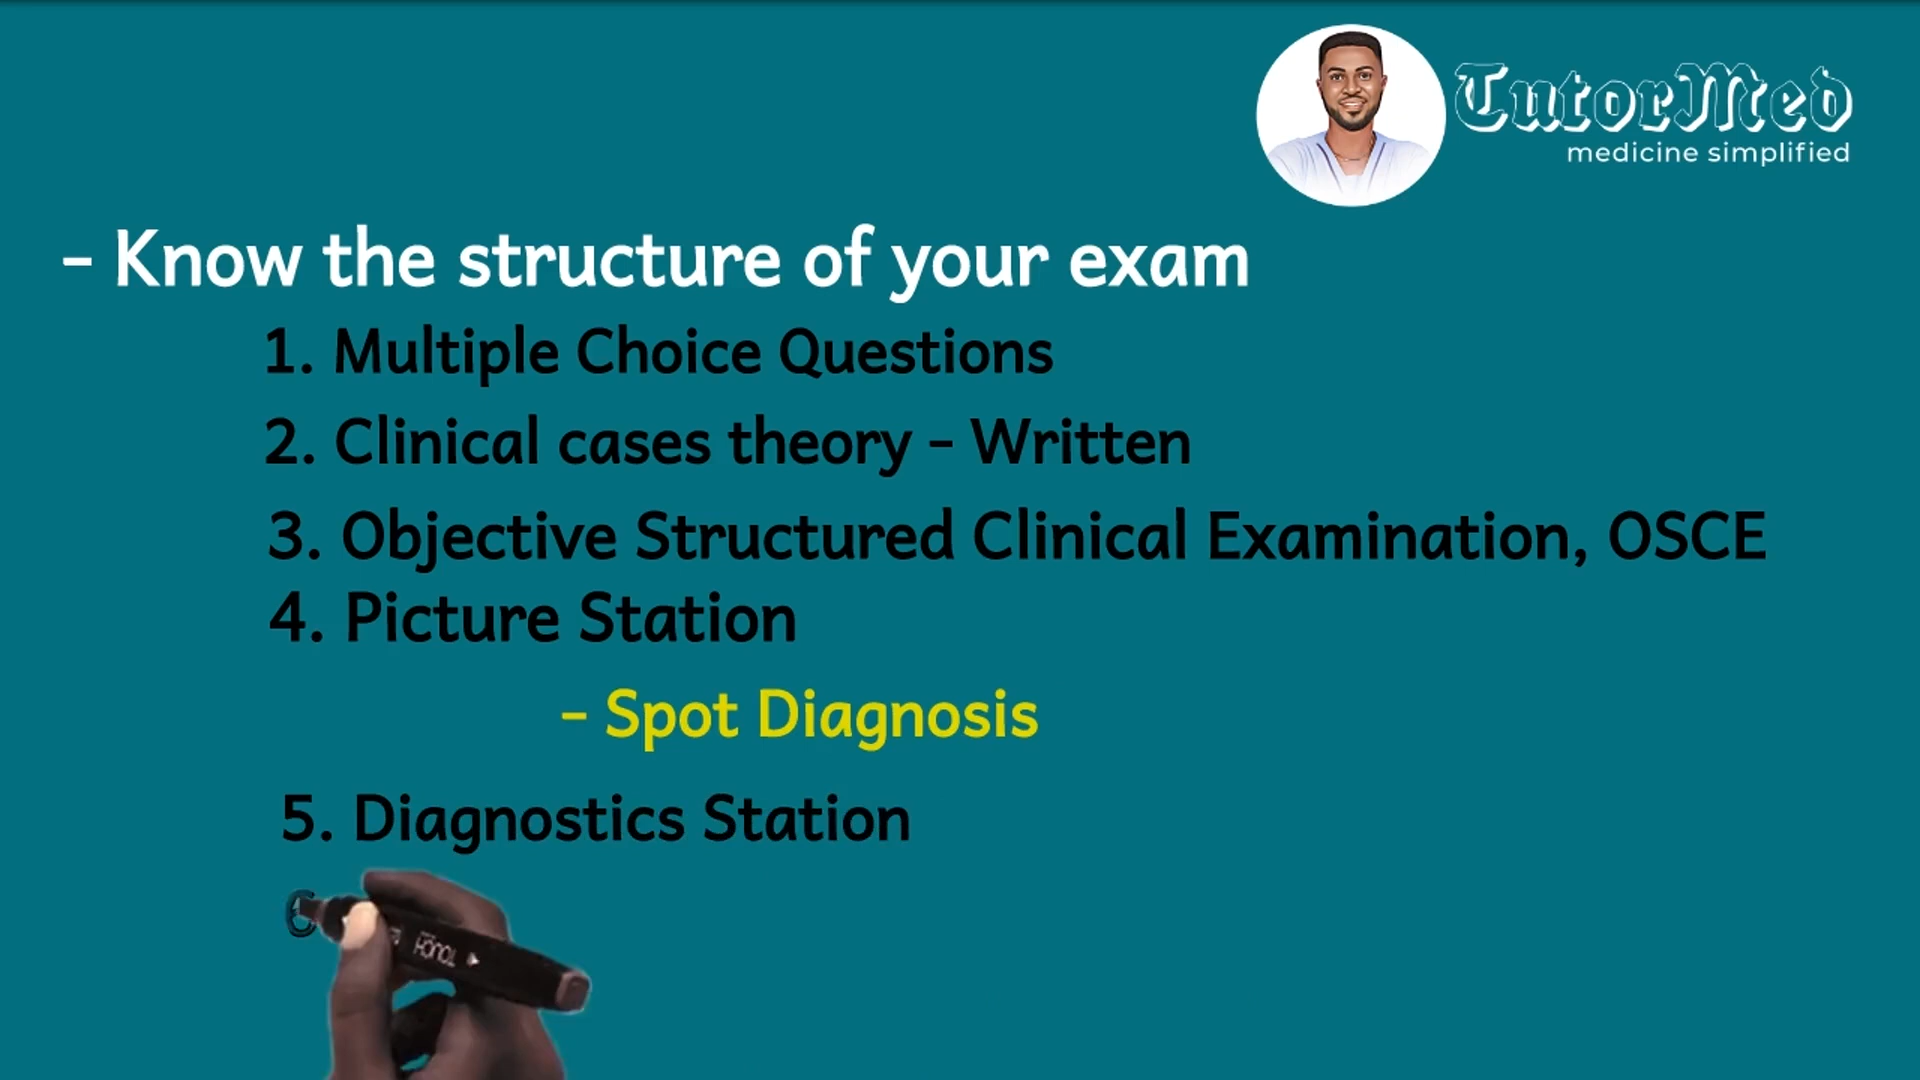 TutorMed
medicine simplified
- Know the structure of your exam
1. Multiple Choice Questions
2. Clinical cases theory - Written
3. Objective Structured Clinical Examination, OSCE
4. Picture Station
- Spot Diagnosis
5. Diagnostics Station
TOUCH